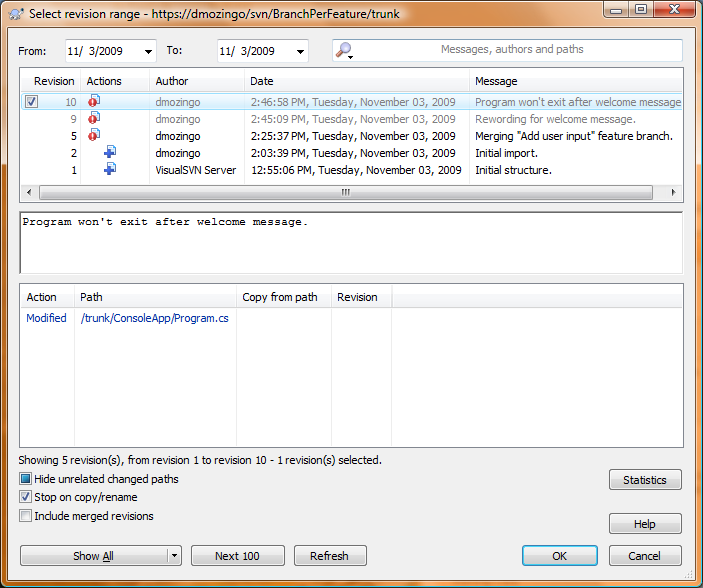 Select revision range - https://dmozingo/svn/BranchPerFeature/trunk
From: 11/ 3/2009 To: 11/ 3/2009 Messages, authors and paths
Revision Actions Author Date Message
10 dmozingo 2:46:58 PM, Tuesday, November 03, 2009 Program won't exit after welcome message
9 dmozingo 2:45:09 PM, Tuesday, November 03, 2009 Rewording for welcome message.
5 dmozingo 2:25:37 PM, Tuesday, November 03, 2009 Merging "Add user input" feature branch.
2 dmozingo 2:03:39 PM, Tuesday, November 03, 2009 Initial import.
1 VisualSVN Server 12:55:06 PM, Tuesday, November 03, 2009 Initial structure.
Program won't exit after welcome message.
Action Path Copy from path Revision
Modified /trunk/ConsoleApp/Program.cs
Showing 5 revision(s), from revision 1 to revision 10 - 1 revision(s) selected.
Hide unrelated changed paths
Statistics
Stop on copy/rename
Include merged revisions
Help
Show All Next 100 Refresh OK Cancel